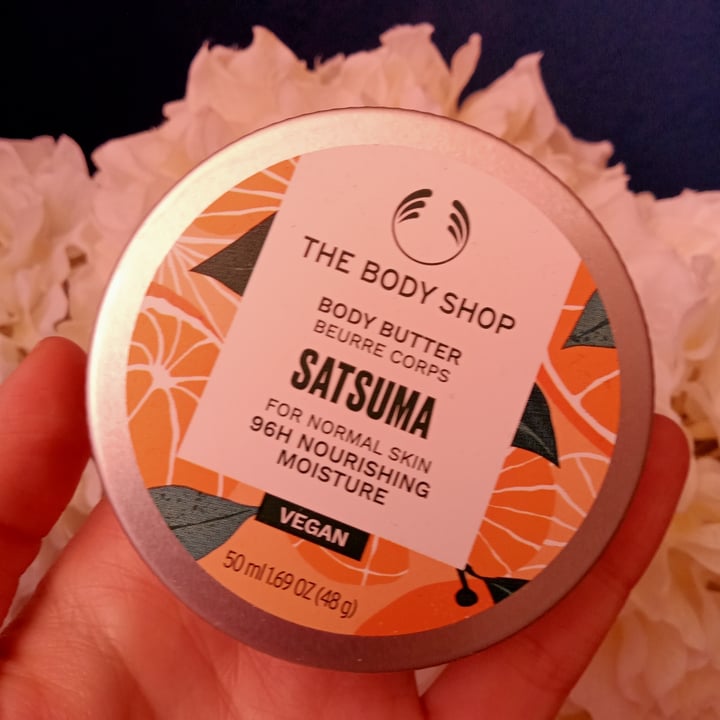 THE BODY SHOP
BODY BUTTER
BEURRE CORPS
SATSUMA
FOR NORMAL SKIN
96H NOURISHING
MOISTURE
VEGAN
50 ml 1.69 OZ (48 g)